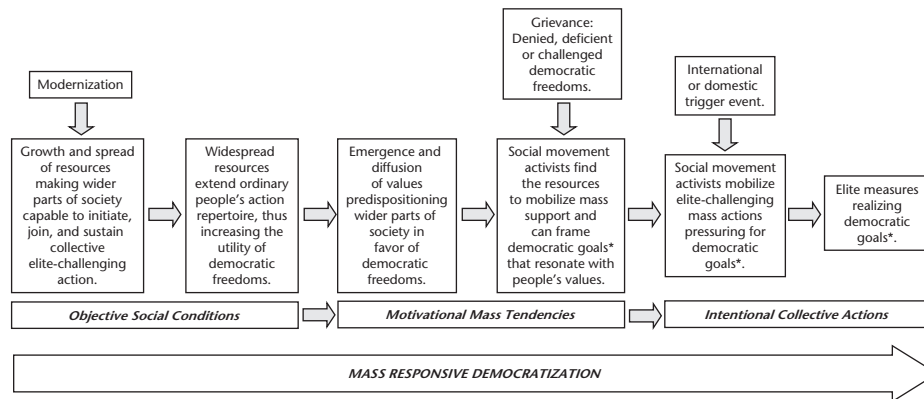 Modernization
Grievance:
Denied, deficient
or challenged
democratic
freedoms.
International
or domestic
trigger event.
Growth and spread
of resources
making wider
parts of society
capable to initiate,
join, and sustain
collective
elite-challenging
action.
Widespread
resources
extend ordinary
people's action
repertoire, thus
increasing the
utility of
democratic
freedoms.
Emergence and
diffusion
of values
predisposing
wider parts of
society in
favor of
democratic
freedoms.
Social movement
activists find
the resources
to mobilize mass
support and
can frame
democratic goals*
that resonate with
people's values.
Social movement
activists mobilize
elite-challenging
mass actions
pressuring for
democratic
goals*.
Elite measures
realizing
democratic
goals*.
Objective Social Conditions
Motivational Mass Tendencies
Intentional Collective Actions
MASS RESPONSIVE DEMOCRATIZATION